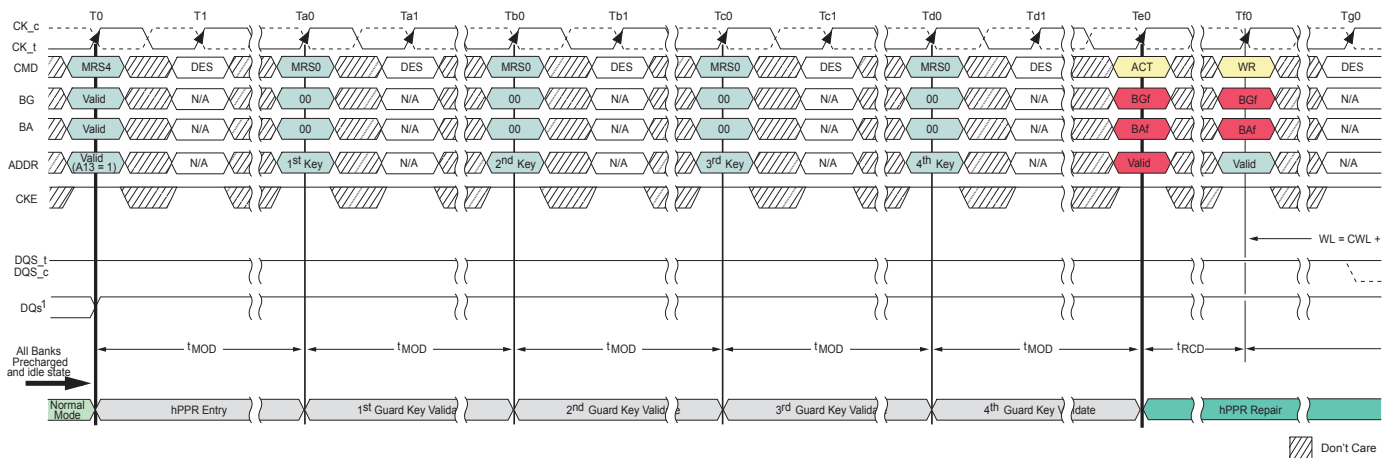 T0 T1 Ta0 Ta1 Tb0 Tb1 Tc0 Tc1 Td0 Td1 Te0 Tf0 Tg0
CK_c
CK_t
CMD MRS4 DES MRS0 DES MRS0 DES MRS0 DES MRS0 DES ACT WR DES
BG Valid N/A 00 N/A 00 N/A 00 N/A 00 N/A BGf BGf N/A
BA Valid N/A 00 N/A 00 N/A 00 N/A 00 N/A BAf BAf N/A
ADDR Valid (A13 = 1) N/A 1st Key N/A 2nd Key N/A 3rd Key N/A 4th Key N/A Valid Valid N/A
CKE
WL = CWL +
DQS_t
DQS_c
DQs1
tMOD tMOD tMOD tMOD tMOD tRCD
All Banks
Precharged
and idle state
Normal Mode hPPR Entry 1st Guard Key Valida 2nd Guard Key Valid e 3rd Guard Key Valida 4th Guard Key V idate hPPR Repair
Don't Care